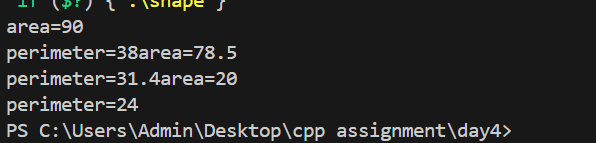 if ($?) { .\shape }
area=90
perimeter=38area=78.5
perimeter=31.4area=20
perimeter=24
PS C:\Users\Admin\Desktop\cpp assignment\day4>